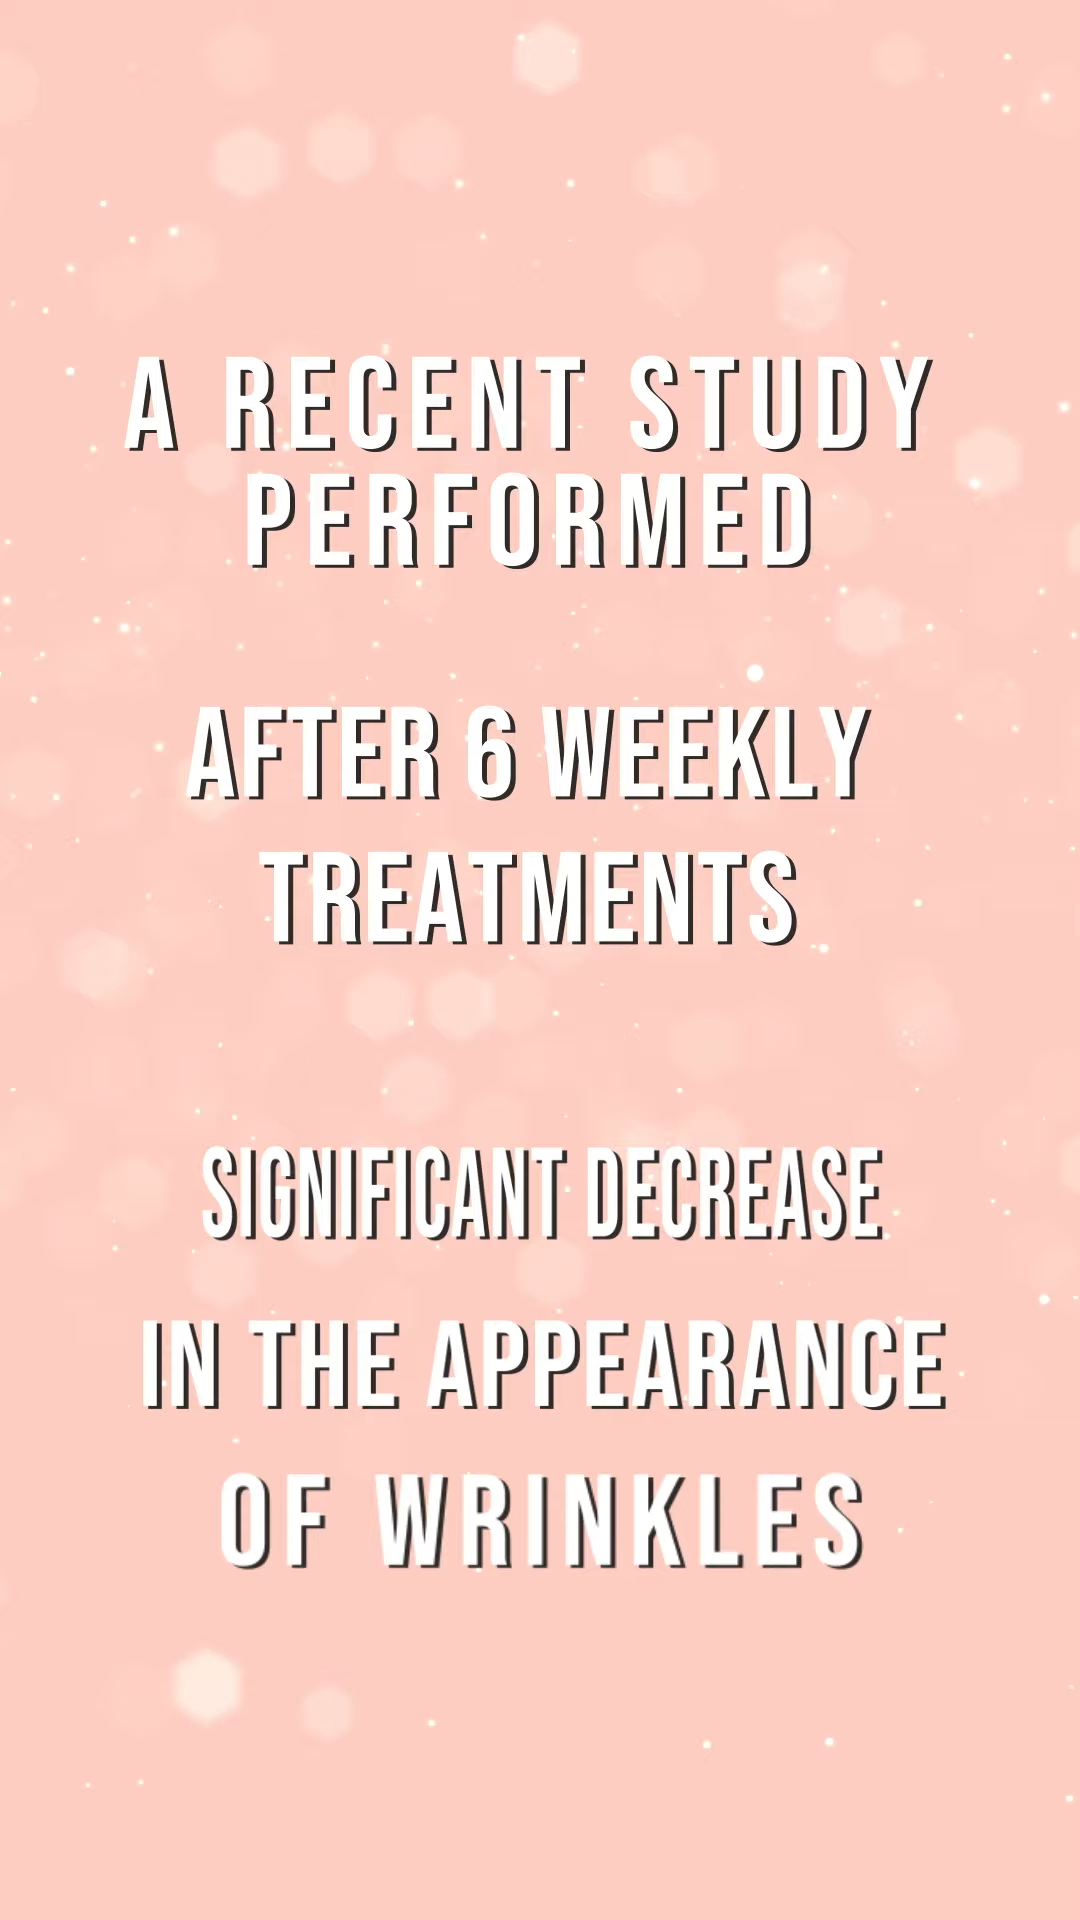 A RECENT STUDY
PERFORMED
AFTER 6 WEEKLY
TREATMENTS
SIGNIFICANT DECREASE
IN THE APPEARANCE
OF WRINKLES